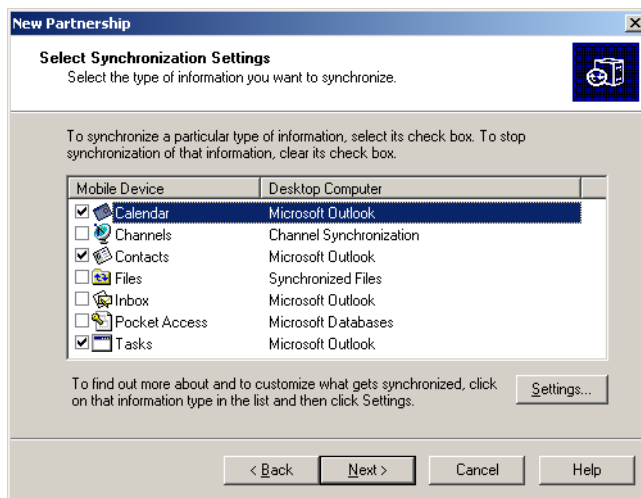 New Partnership
Select Synchronization Settings
Select the type of information you want to synchronize.
To synchronize a particular type of information, select its check box. To stop
synchronization of that information, clear its check box.
Mobile Device Desktop Computer
Calendar Microsoft Outlook
Channels Channel Synchronization
Contacts Microsoft Outlook
Files Synchronized Files
Inbox Microsoft Outlook
Pocket Access Microsoft Databases
Tasks Microsoft Outlook
To find out more about and to customize what gets synchronized, click
on that information type in the list and then click Settings.
Settings...
< Back Next > Cancel Help